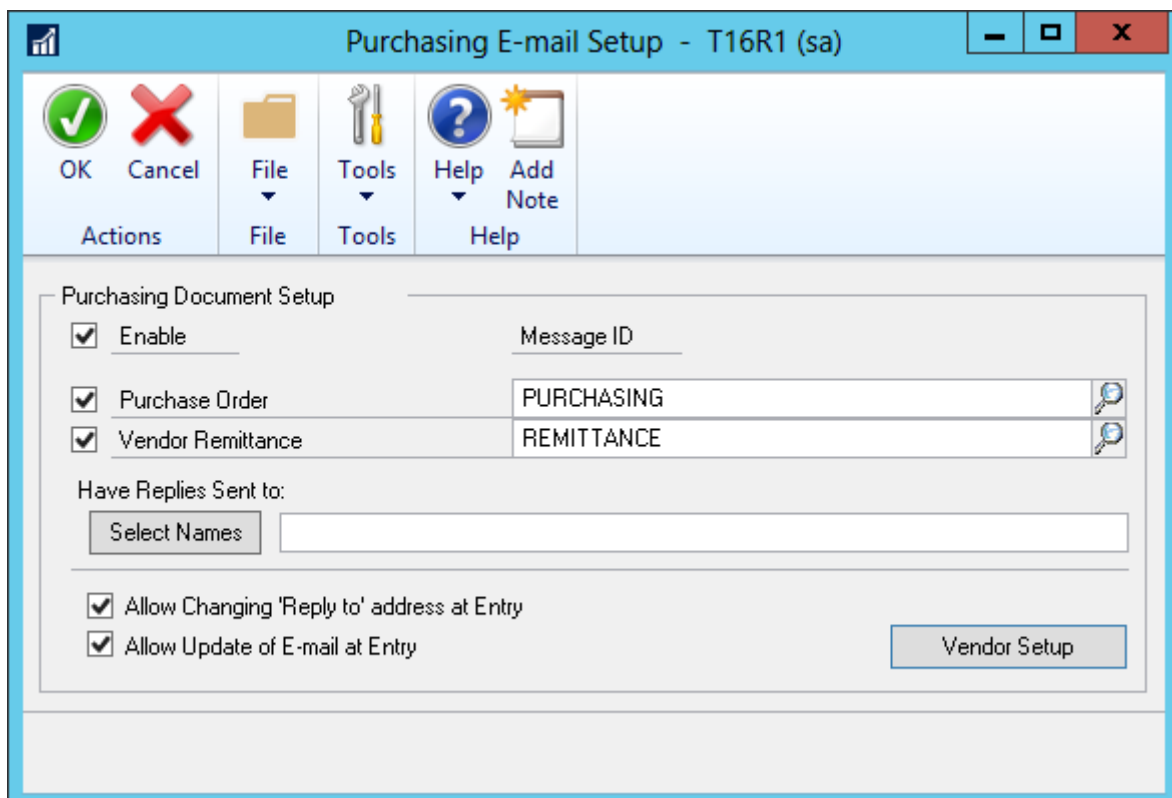 Purchasing E-mail Setup - T16R1 (sa)
OK Cancel File Tools Help Add Note
Actions File Tools Help
Purchasing Document Setup
Enable Message ID
Purchase Order PURCHASING
Vendor Remittance REMITTANCE
Have Replies Sent to:
Select Names
Allow Changing 'Reply to' address at Entry
Allow Update of E-mail at Entry Vendor Setup